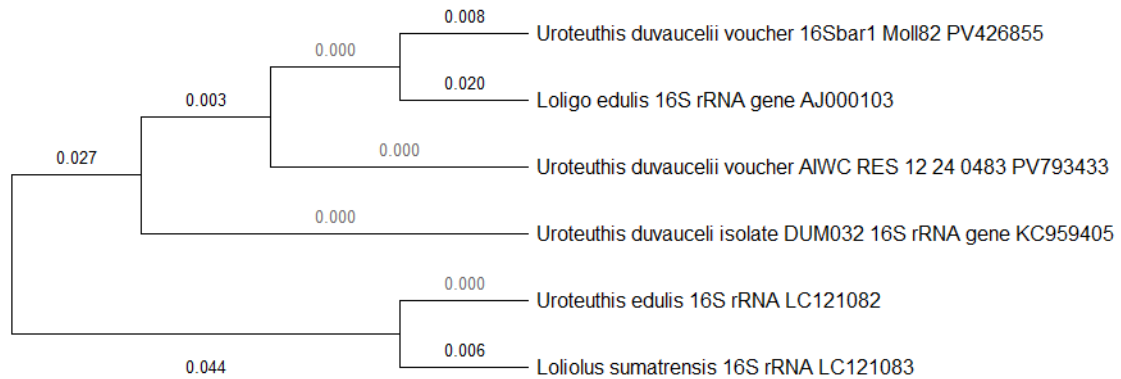 0.008
Uroteuthis duvaucelii voucher 16Sbar1 Moll82 PV426855
0.000
0.020
Loligo edulis 16S rRNA gene AJ000103
0.003
0.000
Uroteuthis duvaucelii voucher AIWC RES 12 24 0483 PV793433
0.027
0.000
Uroteuthis duvauceli isolate DUM032 16S rRNA gene KC959405
0.000
Uroteuthis edulis 16S rRNA LC121082
0.006
Loliolus sumatrensis 16S rRNA LC121083
0.044